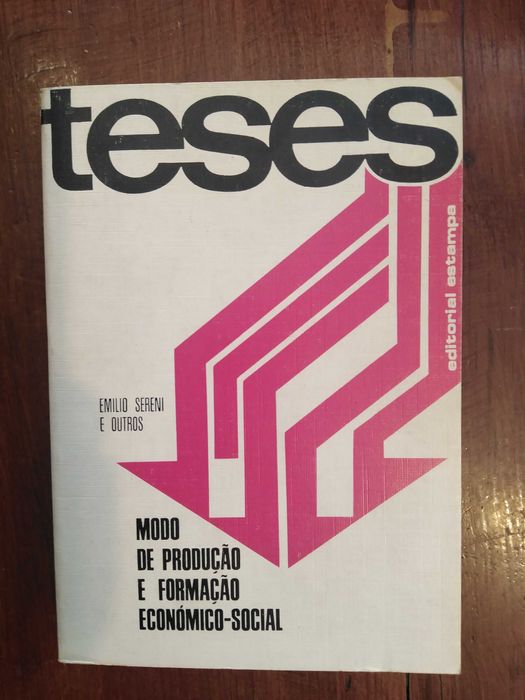 teses
editorial estampa
EMILIO SERENI
E OUTROS
MODO
DE PRODUÇÃO
E FORMAÇÃO
ECONÓMICO-SOCIAL